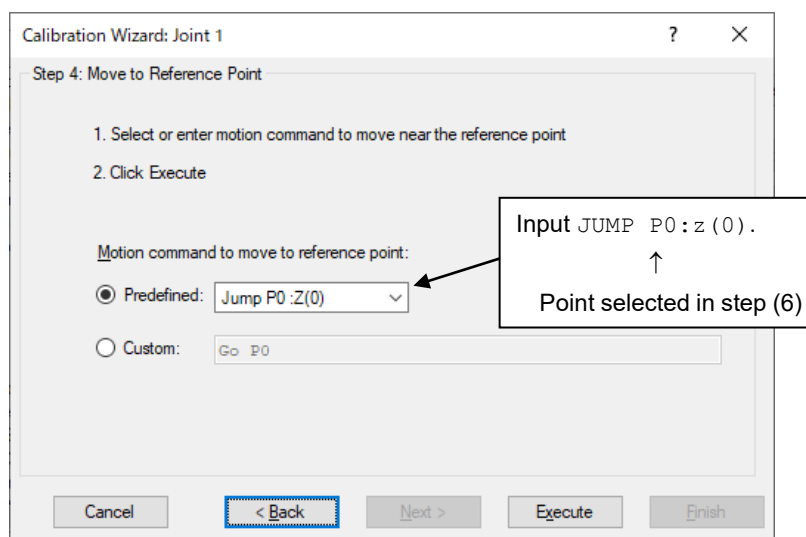 Calibration Wizard: Joint 1 ? ×
Step 4: Move to Reference Point
1. Select or enter motion command to move near the reference point
2. Click Execute
Input JUMP P0:z(0).
↑
Point selected in step (6)
Motion command to move to reference point:
Predefined: Jump P0 :Z(0)
Custom: Go P0
Cancel < Back Next > Execute Finish